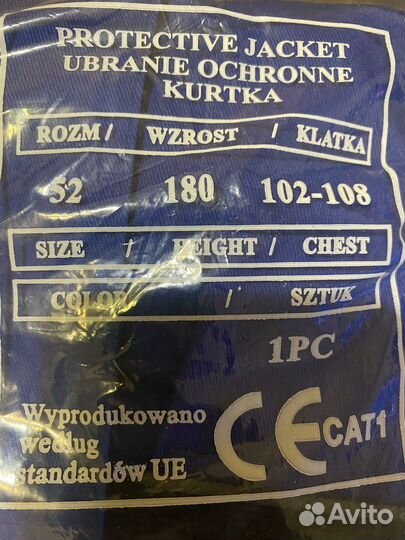 PROTECTIVE JACKET
UBRANIE OCHRONNE
KURTKA
ROZM / WZROST / KLATKA
52 180 102-108
SIZE / HEIGHT / CHEST
COLOR / SZTUK
1PC
Wyprodukowano
według
standardów UE
CE CAT1
Avito